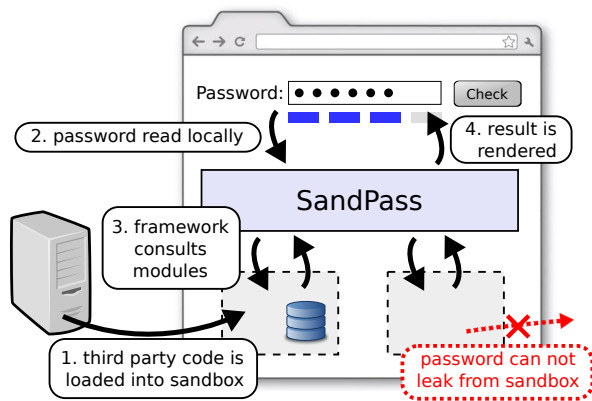 Password:
Check
2. password read locally
4. result is
rendered
SandPass
3. framework
consults
modules
1. third party code is
loaded into sandbox
password can not
leak from sandbox